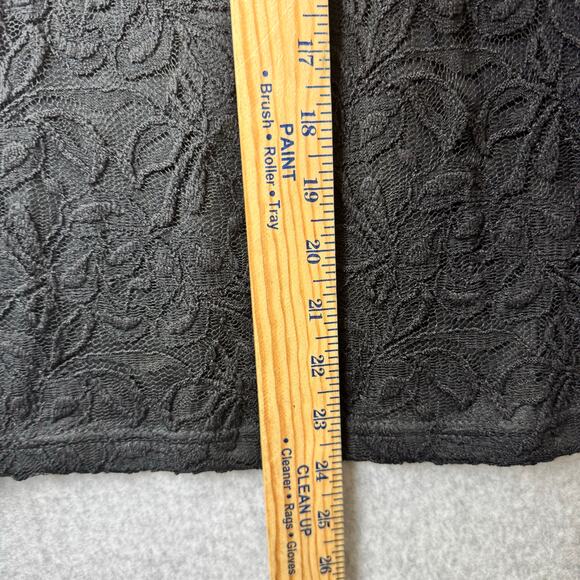 17
18
19
20
21
22
23
24
25
26
PAINT
• Brush • Roller • Tray
CLEAN UP
• Cleaner • Rags • Gloves